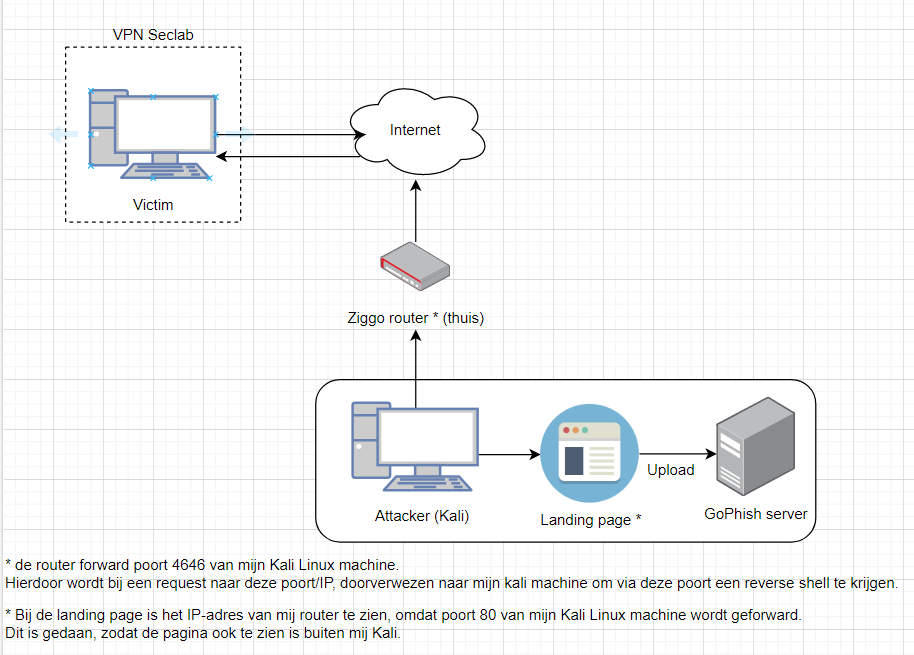 VPN Seclab
Internet
Victim
Ziggo router * (thuis)
Upload
Attacker (Kali)
Landing page *
GoPhish server
* de router forward poort 4646 van mijn Kali Linux machine.
Hierdoor wordt bij een request naar deze poort/IP, doorverwezen naar mijn kali machine om via deze poort een reverse shell te krijgen.
* Bij de landing page is het IP-adres van mij router te zien, omdat poort 80 van mijn Kali Linux machine wordt geforward.
Dit is gedaan, zodat de pagina ook te zien is buiten mij Kali.